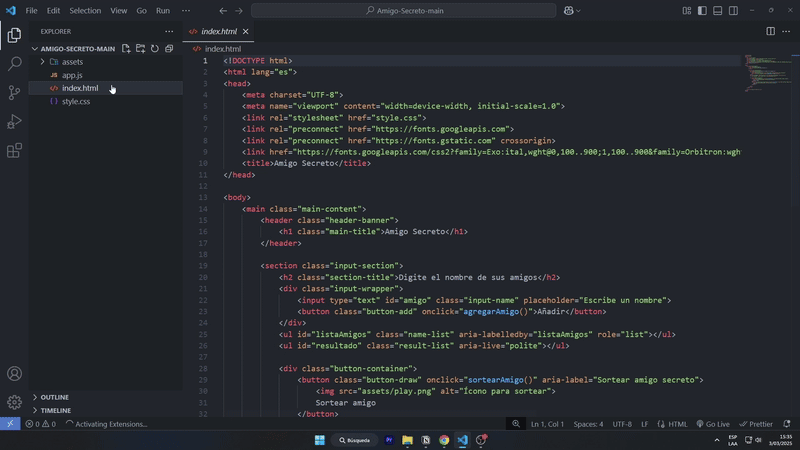 File Edit Selection View Go Run ···
Amigo-Secreto-main
EXPLORER
AMIGO-SECRETO-MAIN
assets
JS app.js
index.html
style.css
OUTLINE
TIMELINE
index.html
index.html
1 <!DOCTYPE html>
2 <html lang="es">
3 <head>
4 <meta charset="UTF-8">
5 <meta name="viewport" content="width=device-width, initial-scale=1.0">
6 <link rel="stylesheet" href="style.css">
7 <link rel="preconnect" href="https://fonts.googleapis.com">
8 <link rel="preconnect" href="https://fonts.gstatic.com" crossorigin>
9 <link href="https://fonts.googleapis.com/css2?family=Exo:ital,wght@0,100..900;1,100..900&family=Orbitron:wgh
10 <title>Amigo Secreto</title>
11 </head>
12
13 <body>
14 <main class="main-content">
15 <header class="header-banner">
16 <h1 class="main-title">Amigo Secreto</h1>
17 </header>
18
19 <section class="input-section">
20 <h2 class="section-title">Digite el nombre de sus amigos</h2>
21 <div class="input-wrapper">
22 <input type="text" id="amigo" class="input-name" placeholder="Escribe un nombre">
23 <button class="button-add" onclick="agregarAmigo()">Añadir</button>
24 </div>
25 <ul id="listaAmigos" class="name-list" aria-labelledby="listaAmigos" role="list"></ul>
26 <ul id="resultado" class="result-list" aria-live="polite"></ul>
27
28 <div class="button-container">
29 <button class="button-draw" onclick="sortearAmigo()" aria-label="Sortear amigo secreto">
30 <img src="assets/play.png" alt="Ícono para sortear">
31 Sortear amigo
32 </button>
0 0 Activating Extensions... Ln 1, Col 1 Spaces: 4 UTF-8 LF HTML Go Live Prettier
Búsqueda
ESP
LAA
15:35
3/03/2025